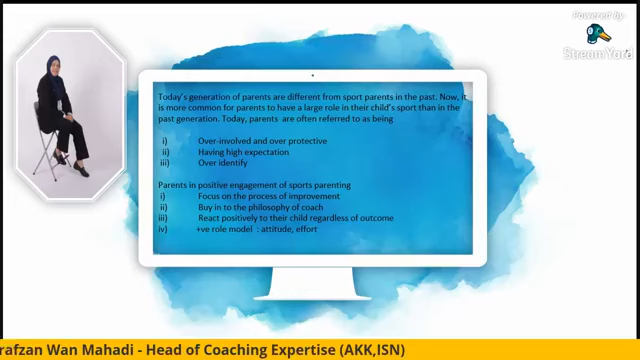 Powered by
StreamYard
Today's generation of parents are different from sport parents in the past. Now, it
is more common for parents to have a large role in their child's sport than in the
past generation. Today, parents are often referred to as being
i) Over-involved and over protective
ii) Having high expectation
iii) Over identify
Parents in positive engagement of sports parenting
i) Focus on the process of improvement
ii) Buy in to the philosophy of coach
iii) React positively to their child regardless of outcome
iv) +ve role model : attitude, effort
rafzan Wan Mahadi - Head of Coaching Expertise (AKK,ISN)